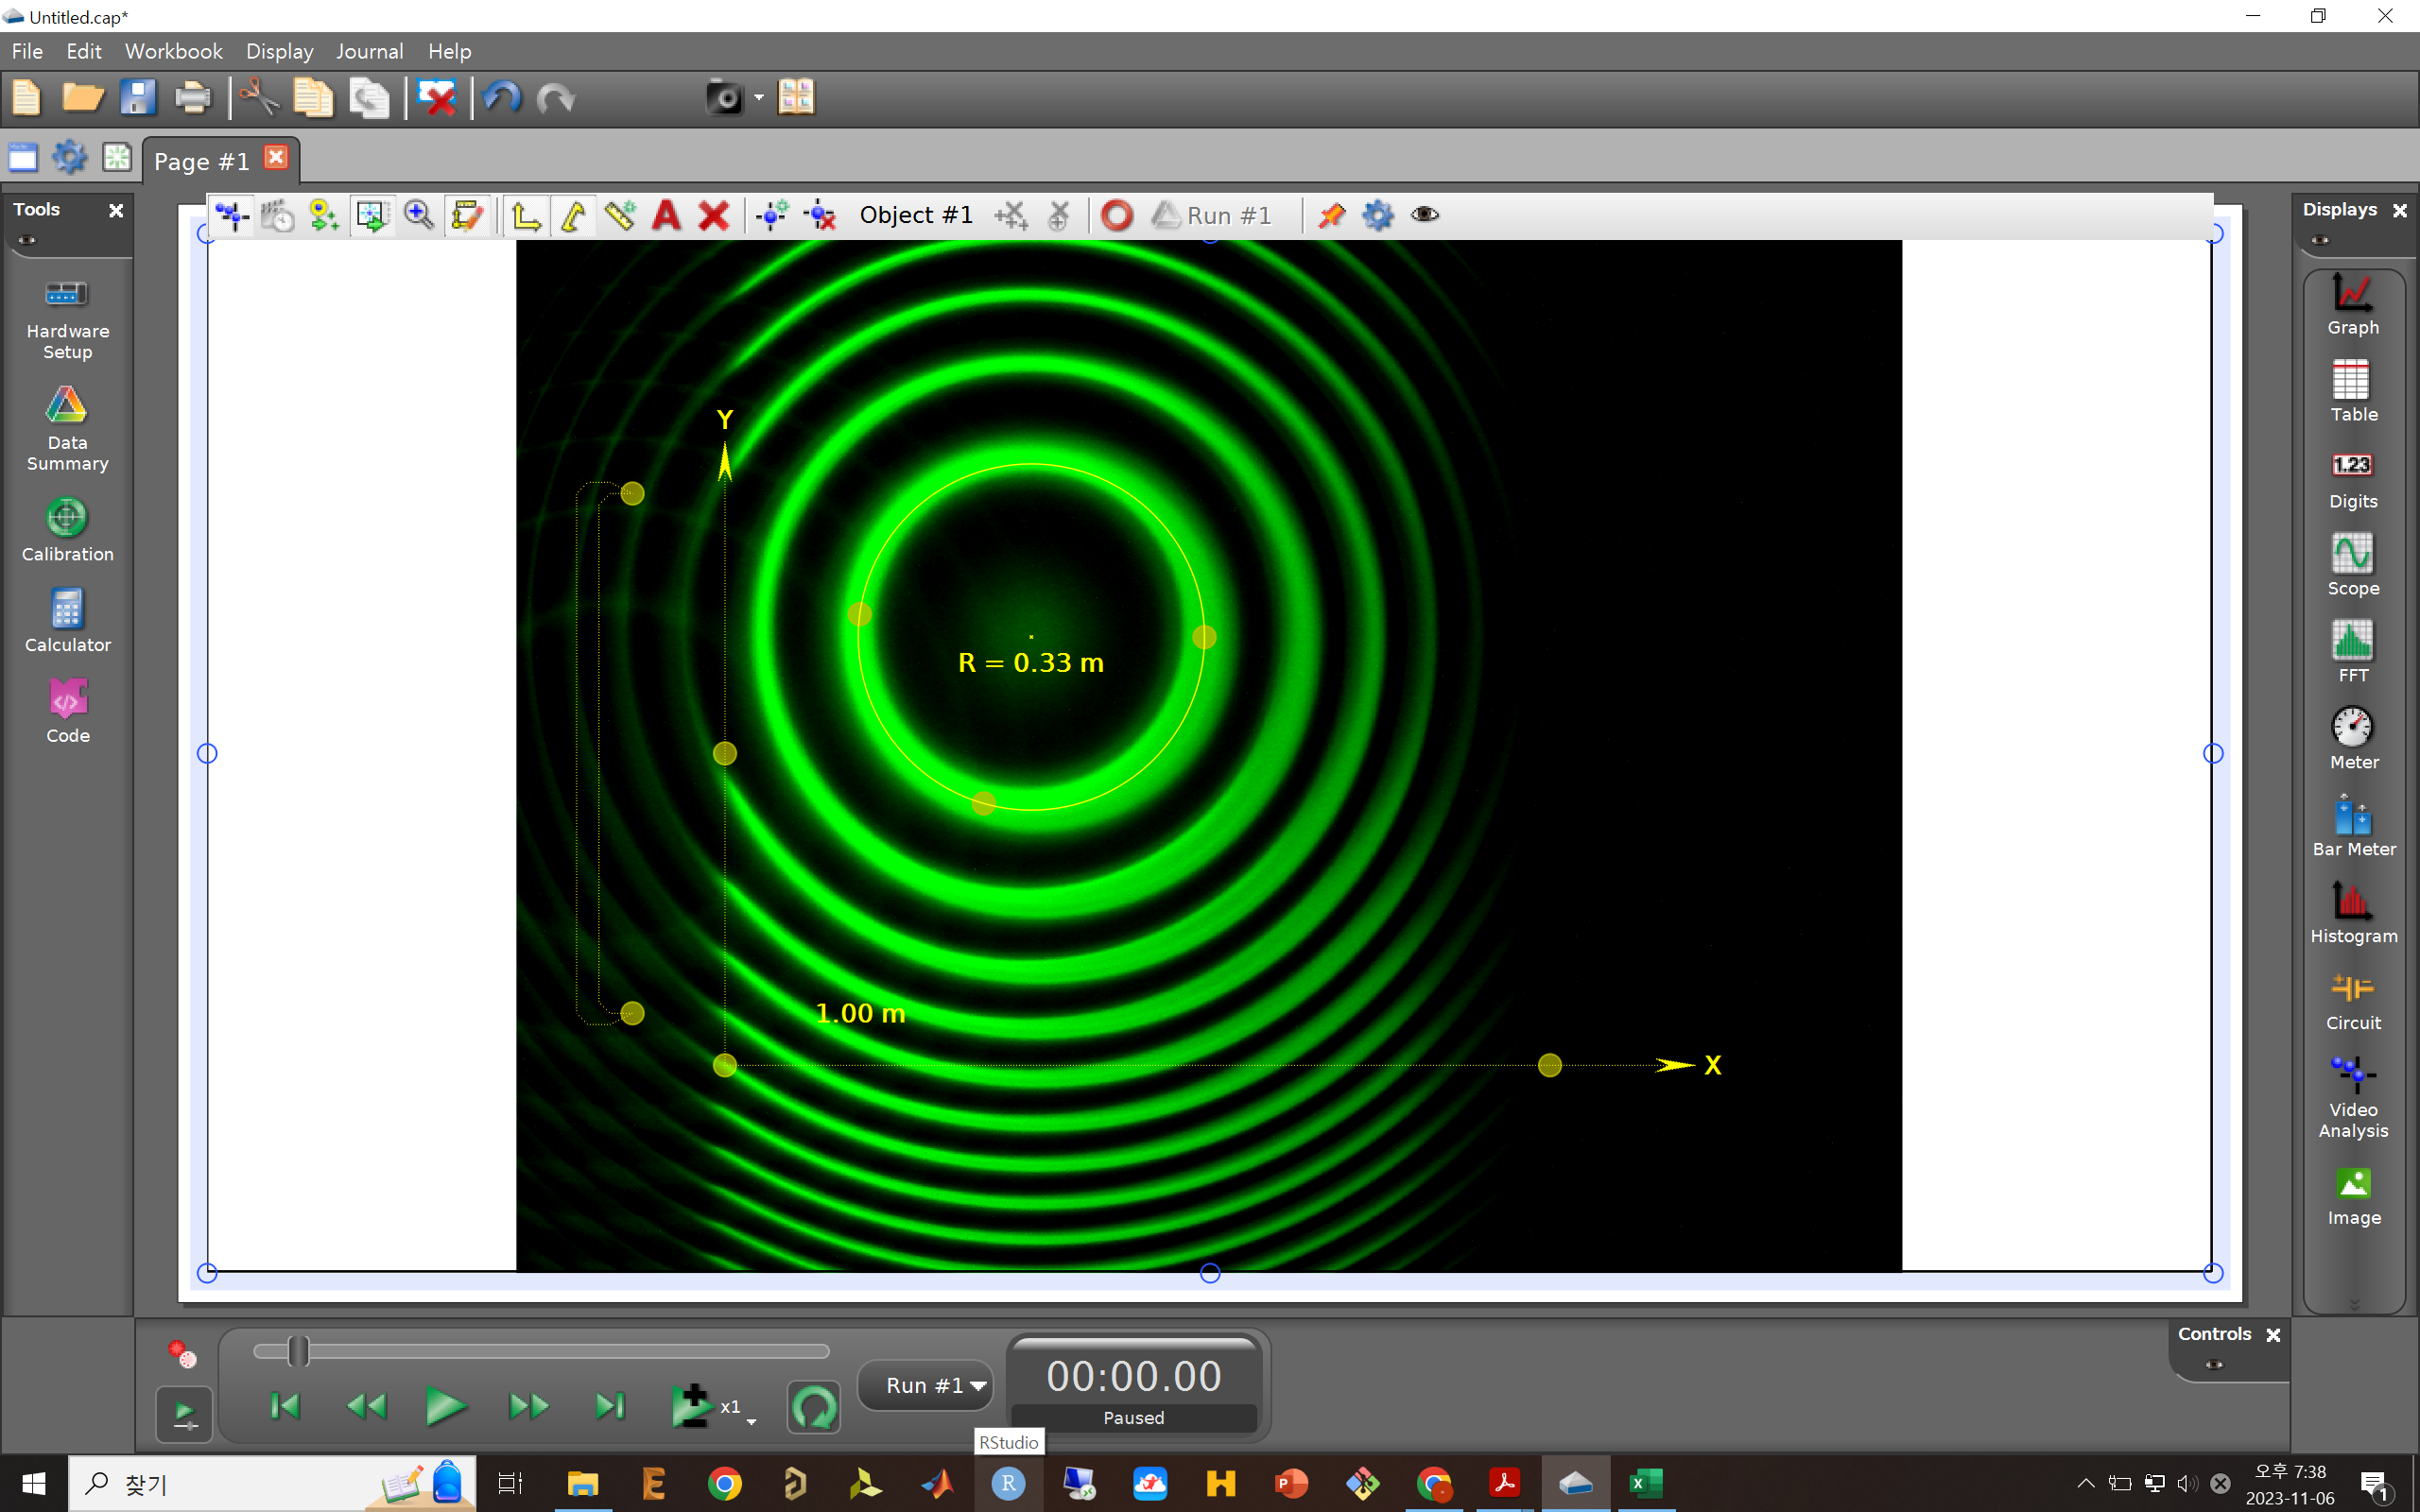 Untitled.cap*
File Edit Workbook Display Journal Help
Page #1
Tools
Object #1
Run #1
Displays
Hardware
Setup
Data
Summary
Calibration
Calculator
Code
Y
R = 0.33 m
1.00 m
X
Graph
Table
1.23
Digits
Scope
FFT
Meter
Bar Meter
Histogram
Circuit
Video
Analysis
Image
Controls
x1
Run #1
00:00.00
Paused
RStudio
찾기
오후 7:38
2023-11-06
1